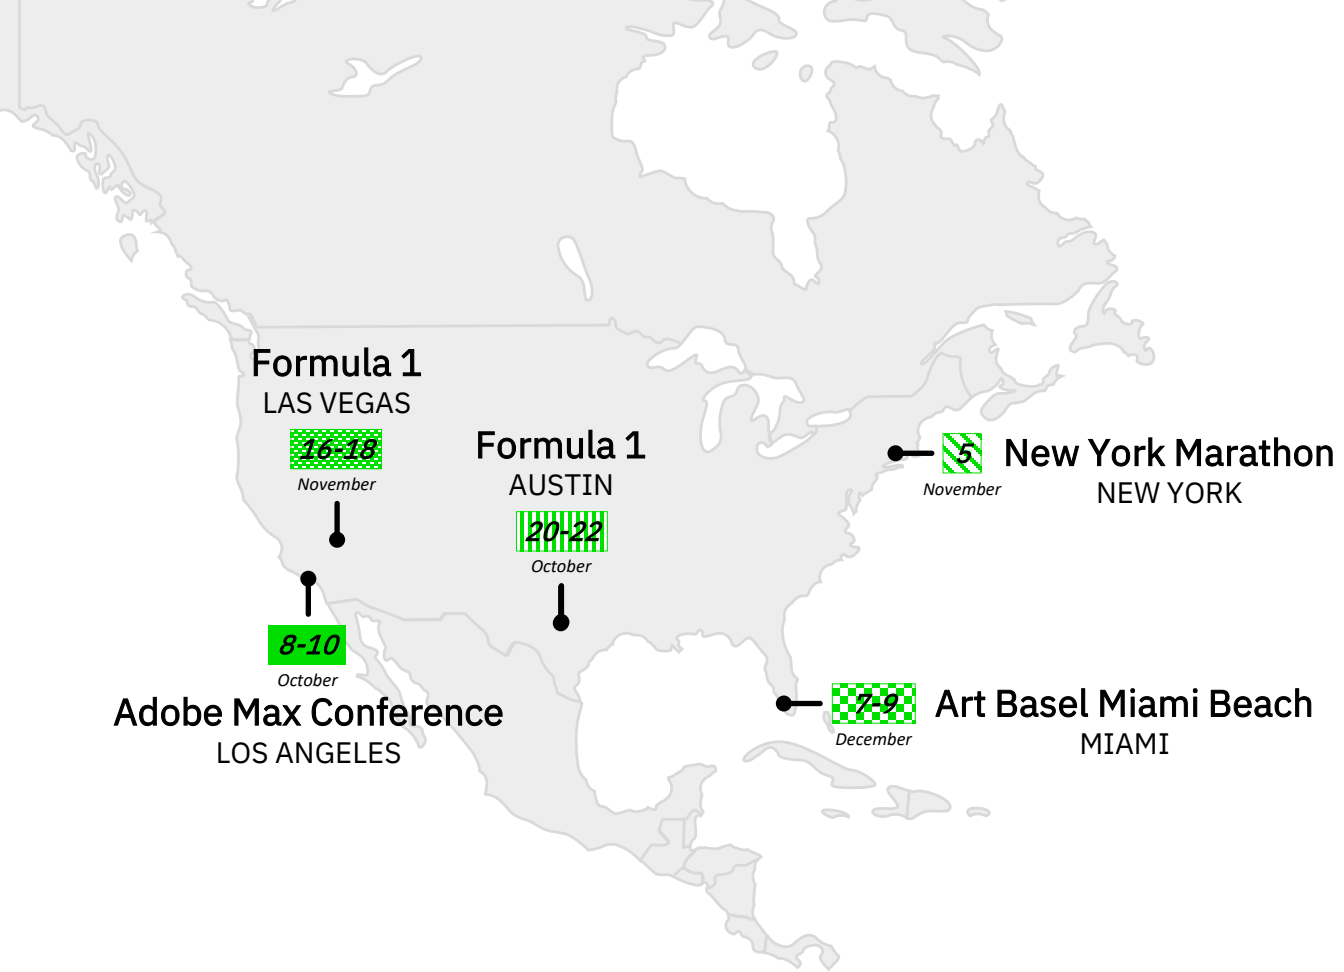 Formula 1
LAS VEGAS
16-18
November
Formula 1
AUSTIN
20-22
October
5
November
New York Marathon
NEW YORK
8-10
October
Adobe Max Conference
LOS ANGELES
7-9
December
Art Basel Miami Beach
MIAMI